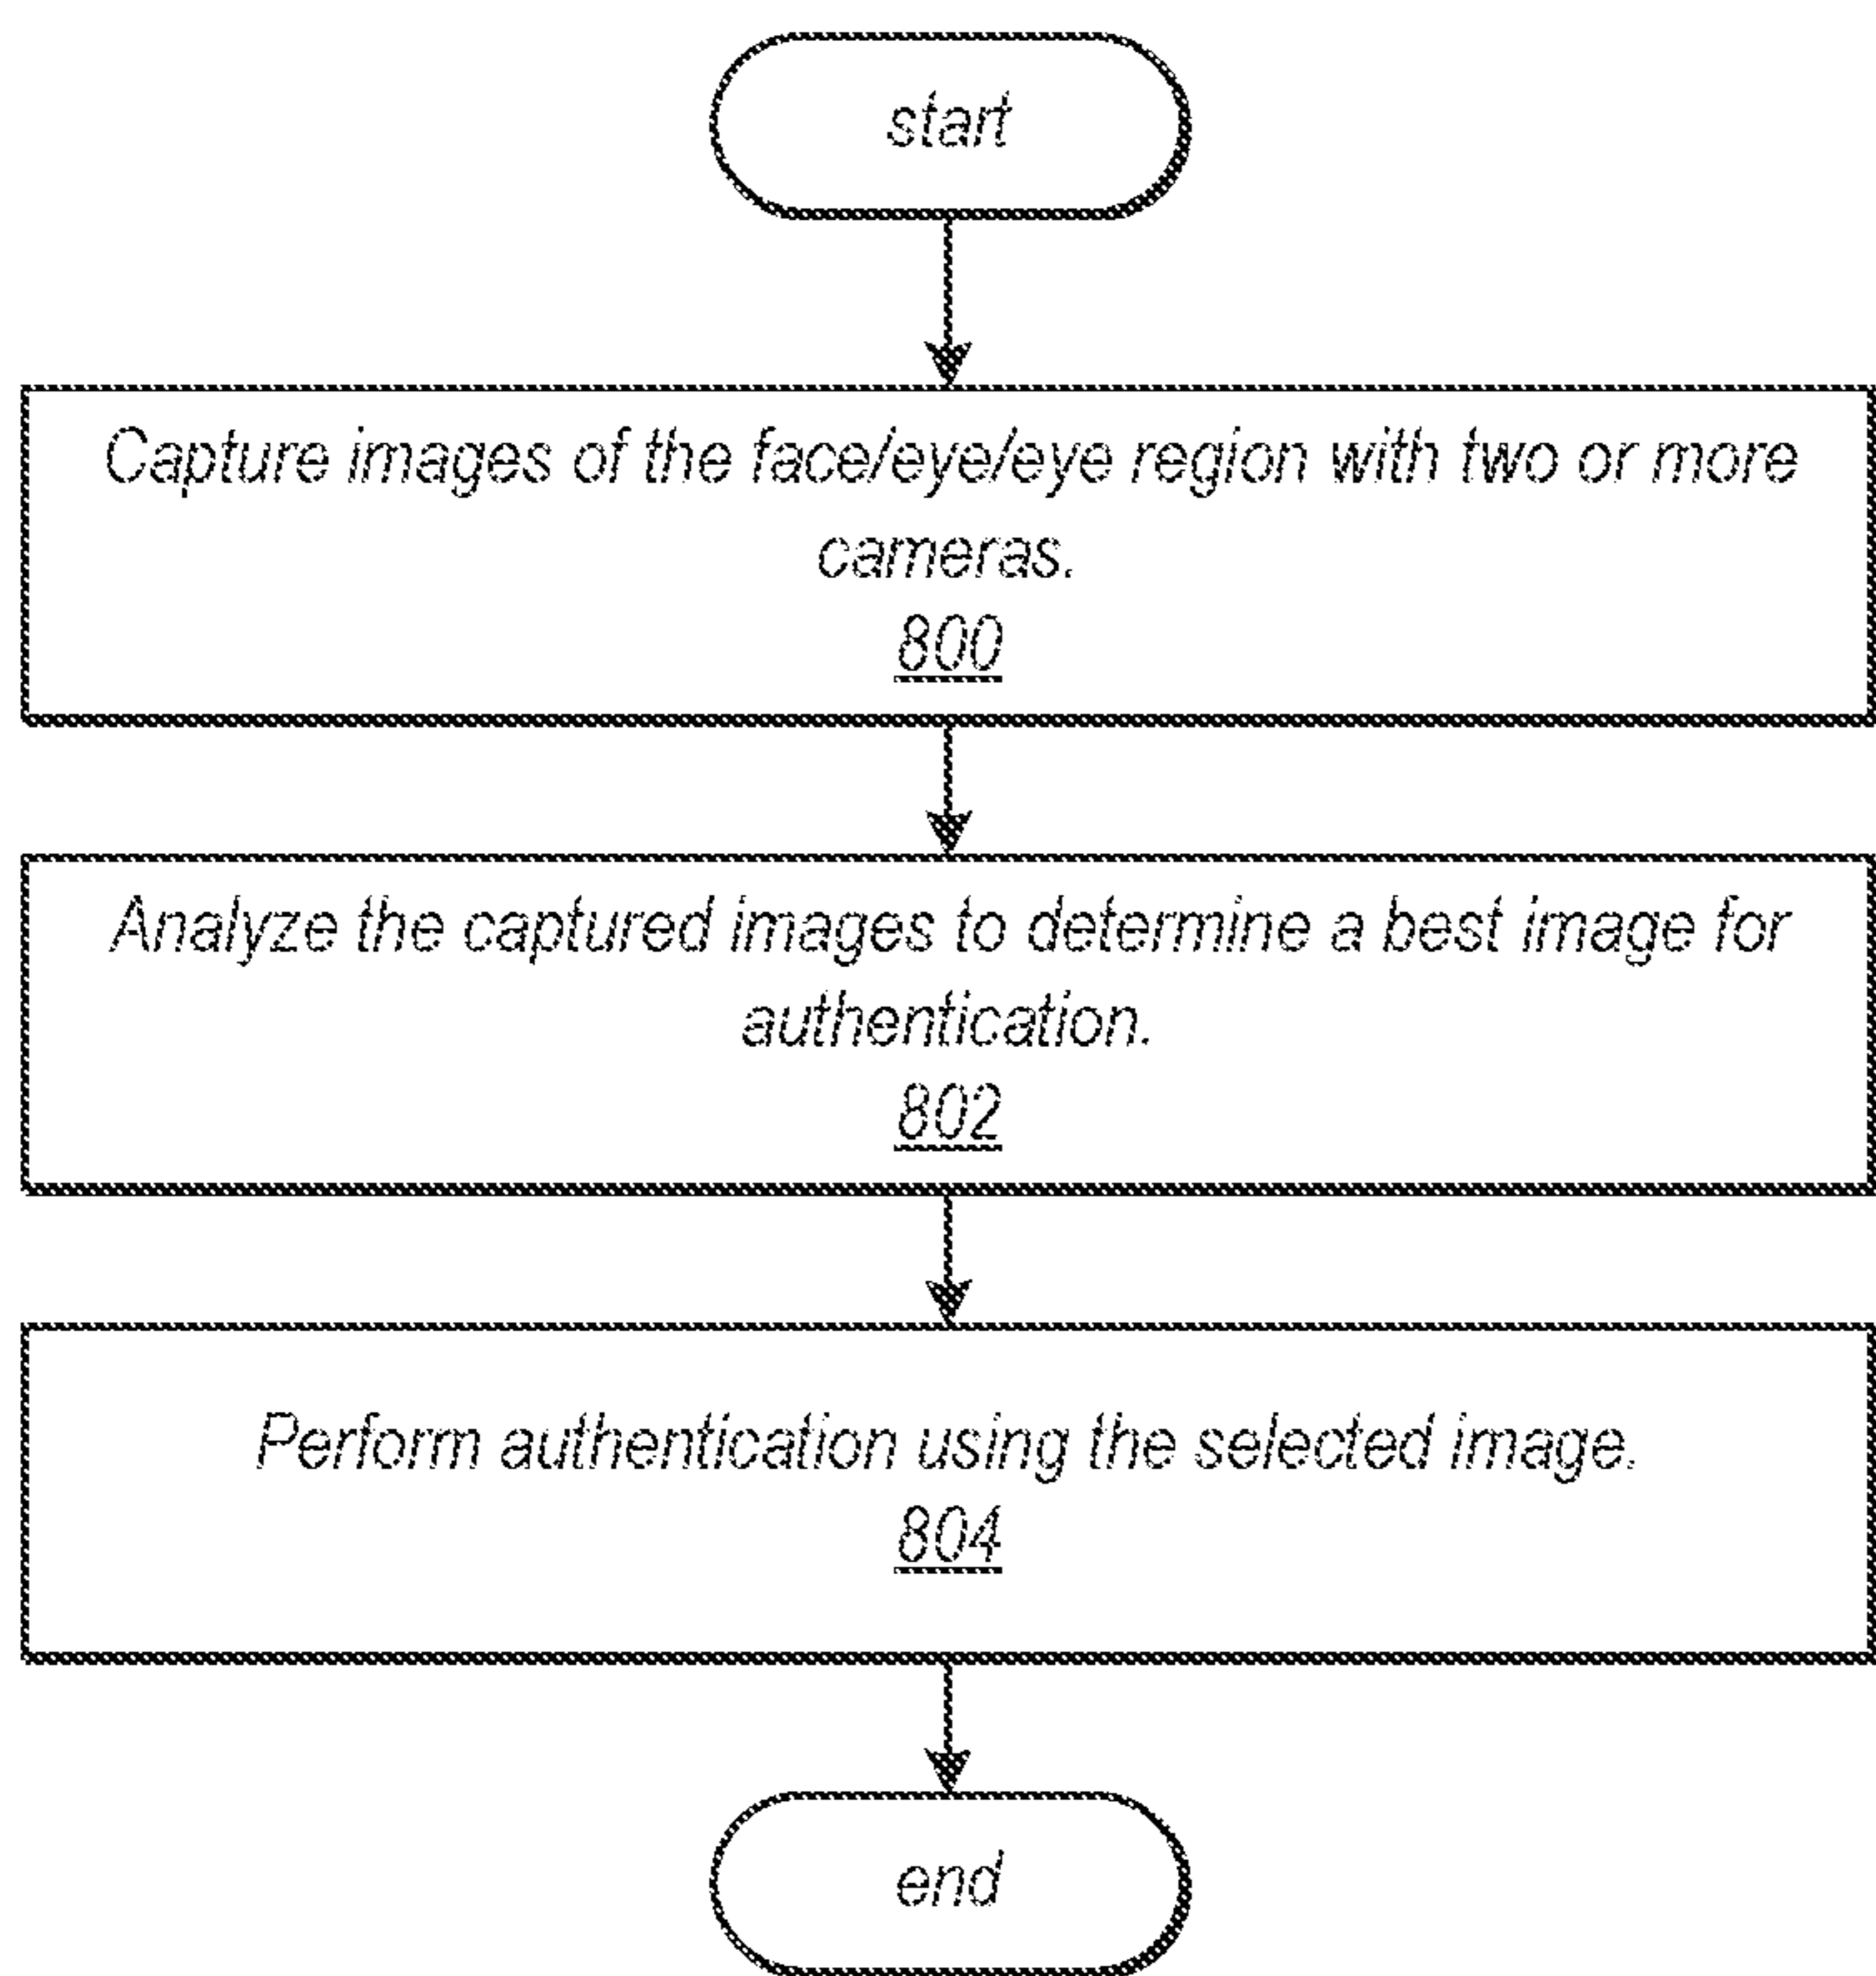 start
Capture images of the face/eye/eye region with two or more
cameras.
800
Analyze the captured images to determine a best image for
authentication.
802
Perform authentication using the selected image.
804
end